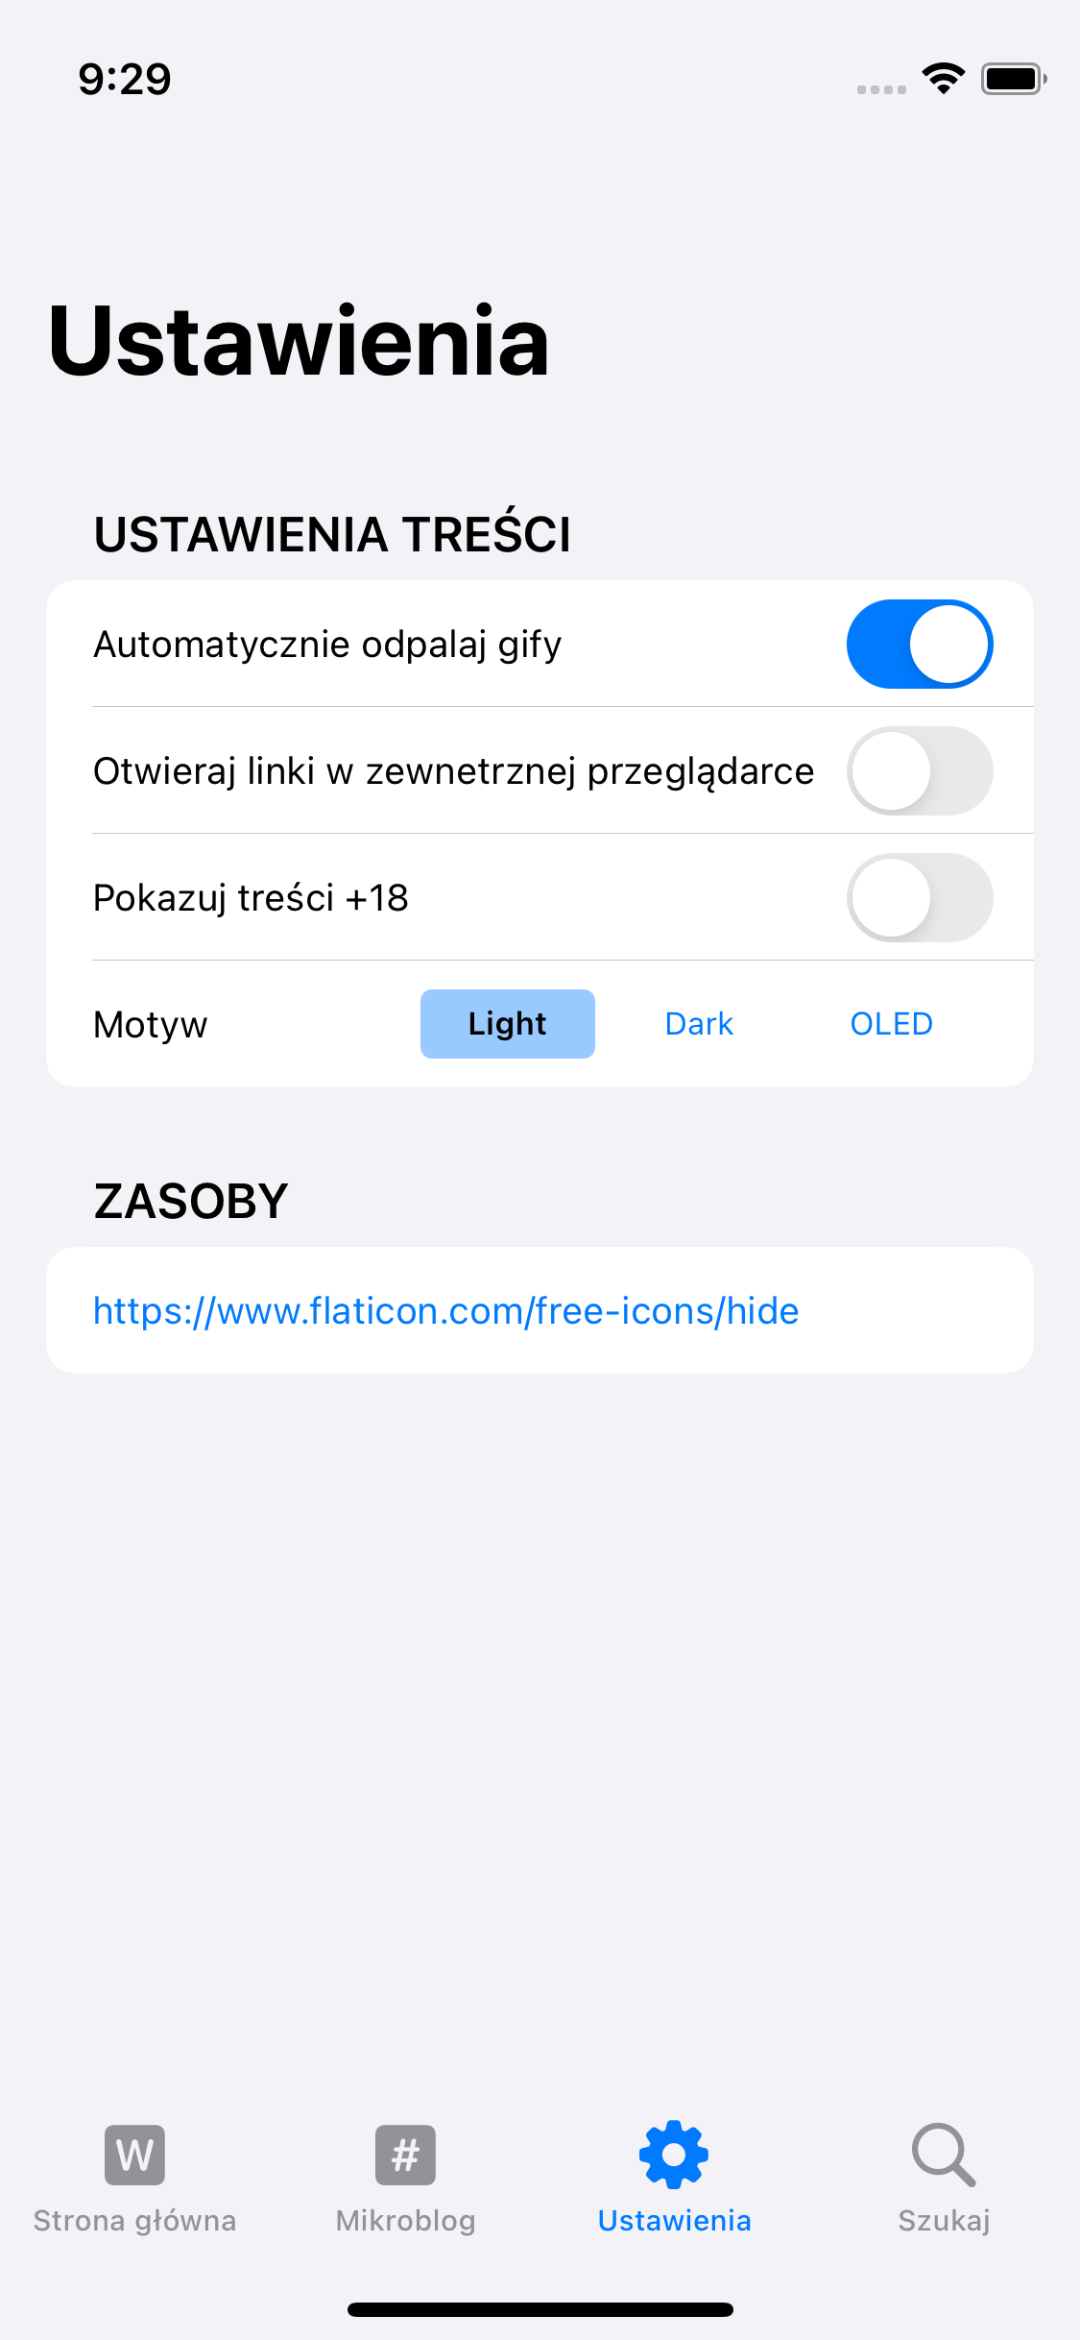 9:29
Ustawienia
USTAWIENIA TREŚCI
Automatycznie odpalaj gify
Otwieraj linki w zewnetrznej przeglądarce
Pokazuj treści +18
Motyw Light Dark OLED
ZASOBY
https://www.flaticon.com/free-icons/hide
W #
Strona główna Mikroblog Ustawienia Szukaj